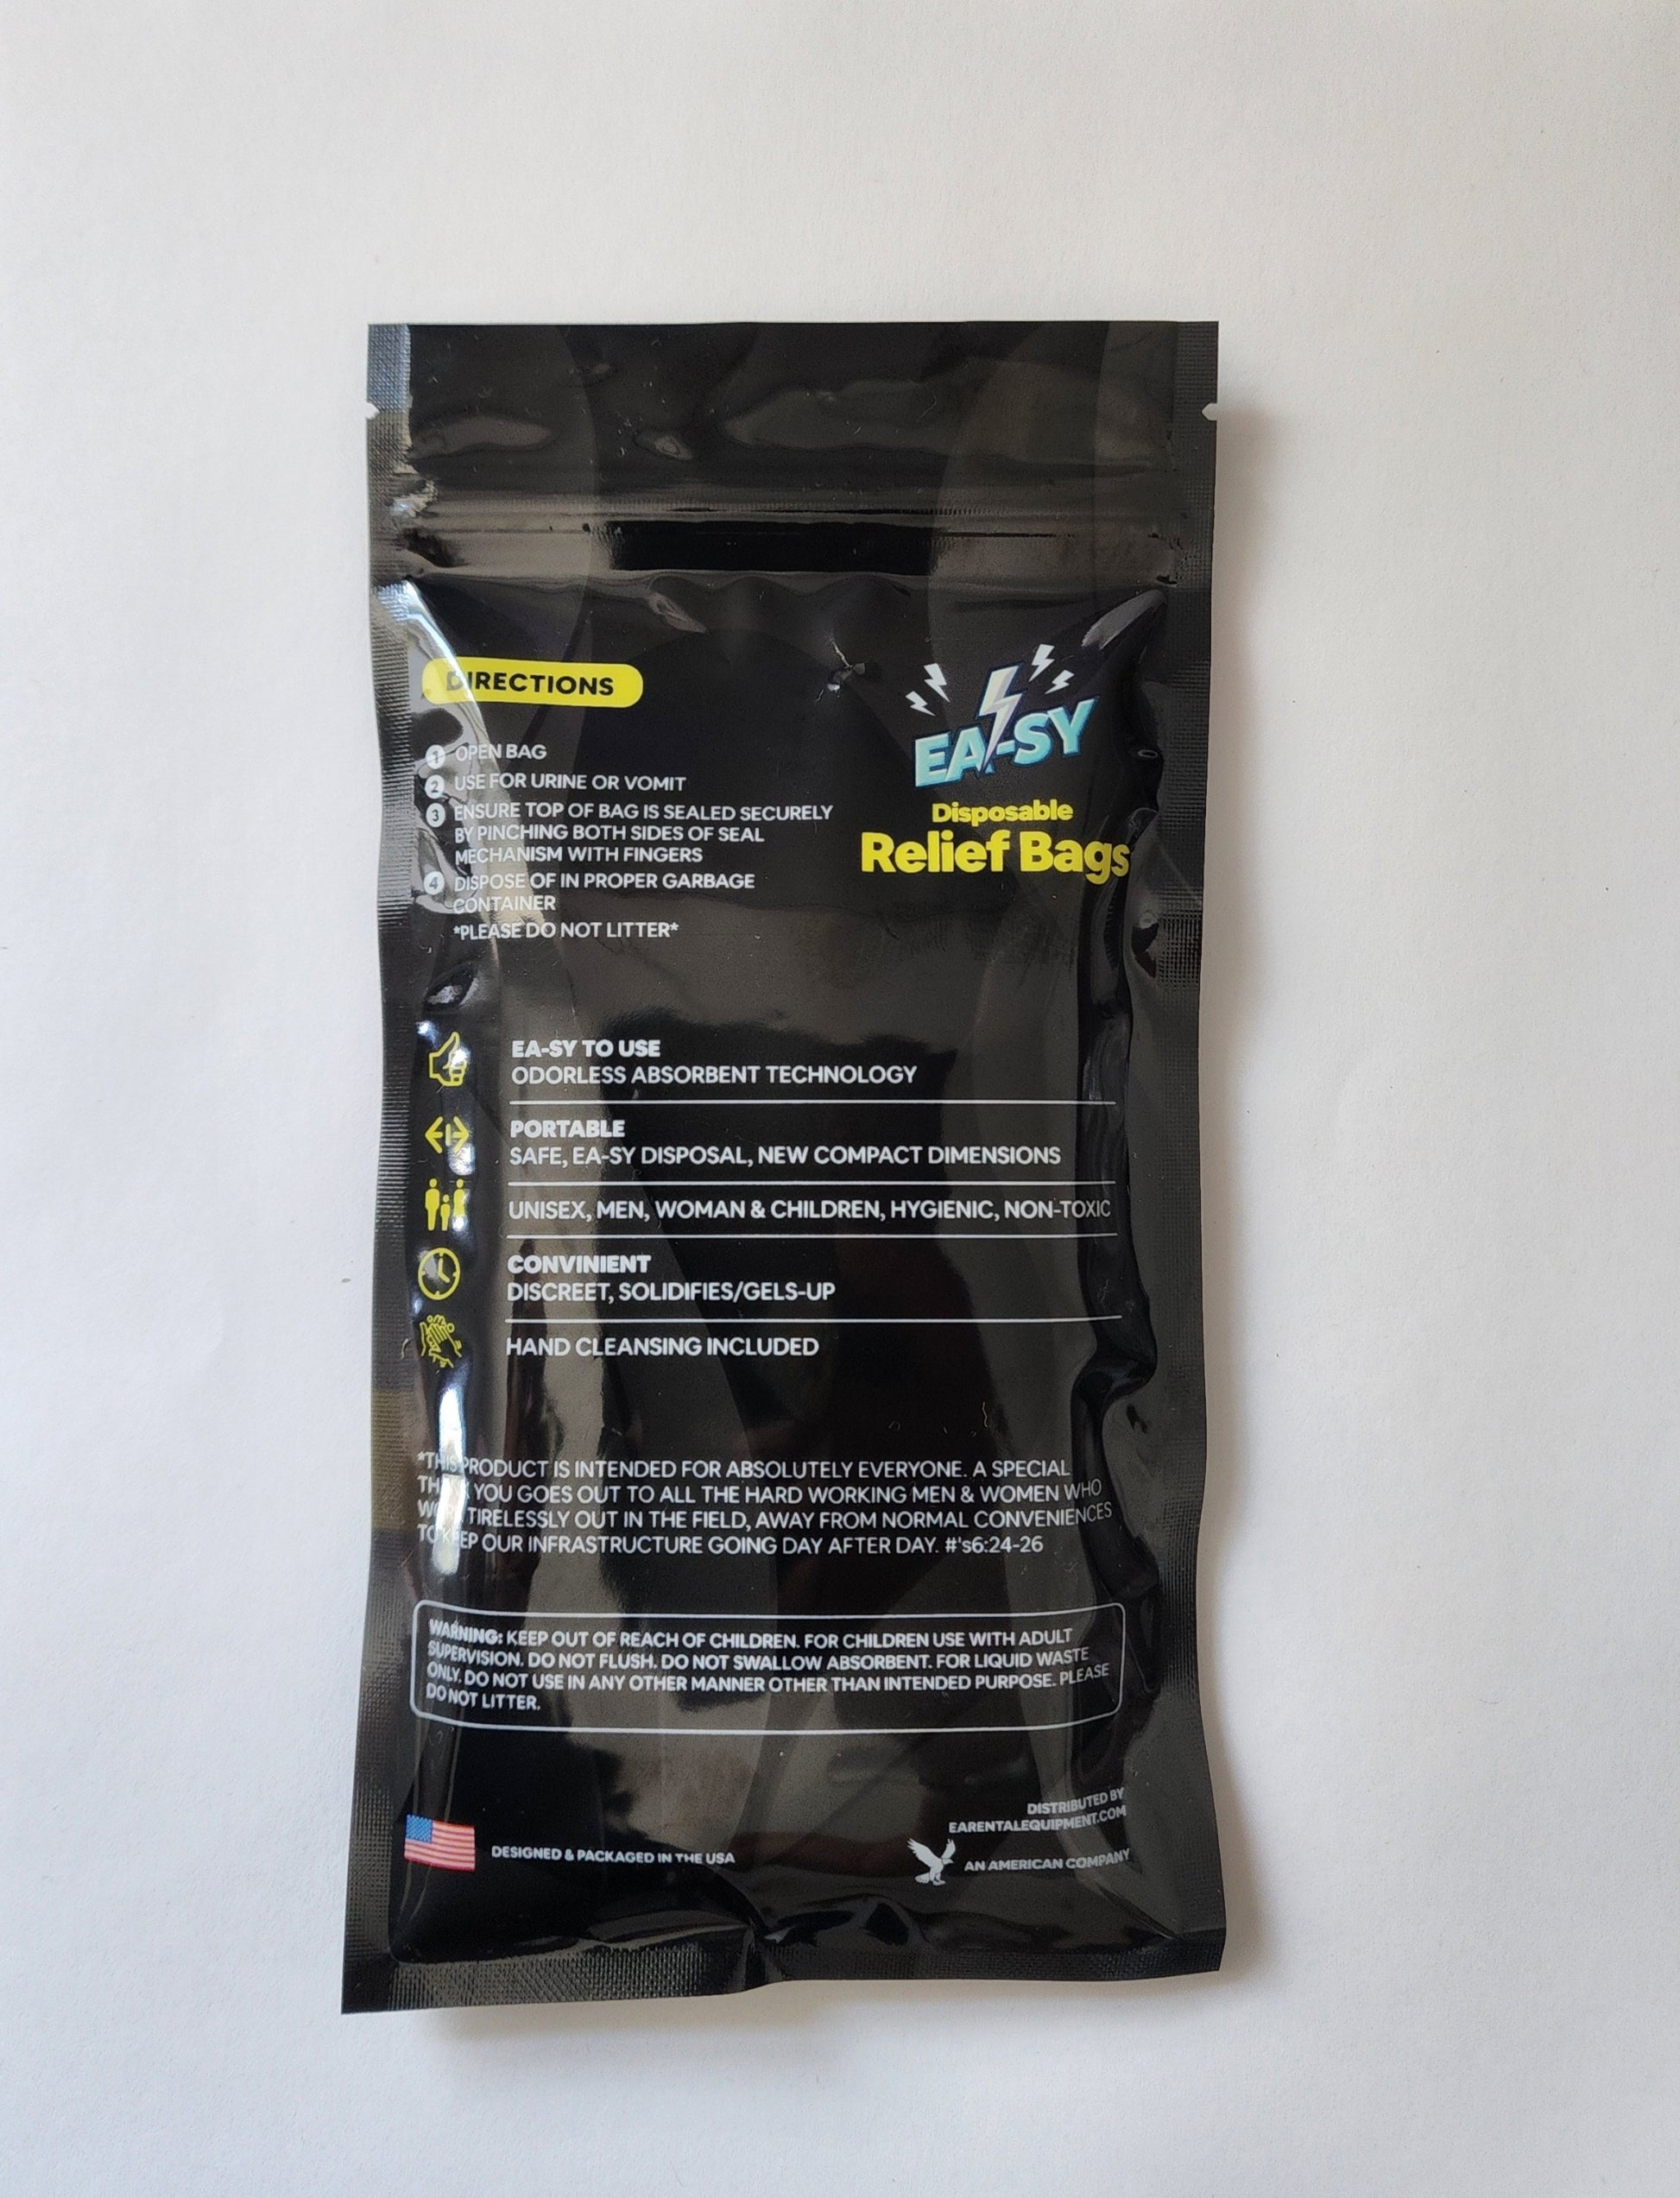 DIRECTIONS
1 OPEN BAG
2 USE FOR URINE OR VOMIT
3 ENSURE TOP OF BAG IS SEALED SECURELY
BY PINCHING BOTH SIDES OF SEAL
MECHANISM WITH FINGERS
4 DISPOSE OF IN PROPER GARBAGE
CONTAINER
*PLEASE DO NOT LITTER*
EA-SY
Disposable
Relief Bags
EA-SY TO USE
ODORLESS ABSORBENT TECHNOLOGY
PORTABLE
SAFE, EA-SY DISPOSAL, NEW COMPACT DIMENSIONS
UNISEX, MEN, WOMAN & CHILDREN, HYGIENIC, NON-TOXIC
CONVINIENT
DISCREET, SOLIDIFIES/GELS-UP
HAND CLEANSING INCLUDED
*THIS PRODUCT IS INTENDED FOR ABSOLUTELY EVERYONE. A SPECIAL
THANK YOU GOES OUT TO ALL THE HARD WORKING MEN & WOMEN WHO
WORK TIRELESSLY OUT IN THE FIELD, AWAY FROM NORMAL CONVENIENCES
TO KEEP OUR INFRASTRUCTURE GOING DAY AFTER DAY. #'s6:24-26
WARNING: KEEP OUT OF REACH OF CHILDREN. FOR CHILDREN USE WITH ADULT
SUPERVISION. DO NOT FLUSH. DO NOT SWALLOW ABSORBENT. FOR LIQUID WASTE
ONLY. DO NOT USE IN ANY OTHER MANNER OTHER THAN INTENDED PURPOSE. PLEASE
DO NOT LITTER.
DESIGNED & PACKAGED IN THE USA
DISTRIBUTED BY
EARENTALEQUIPMENT.COM
AN AMERICAN COMPANY